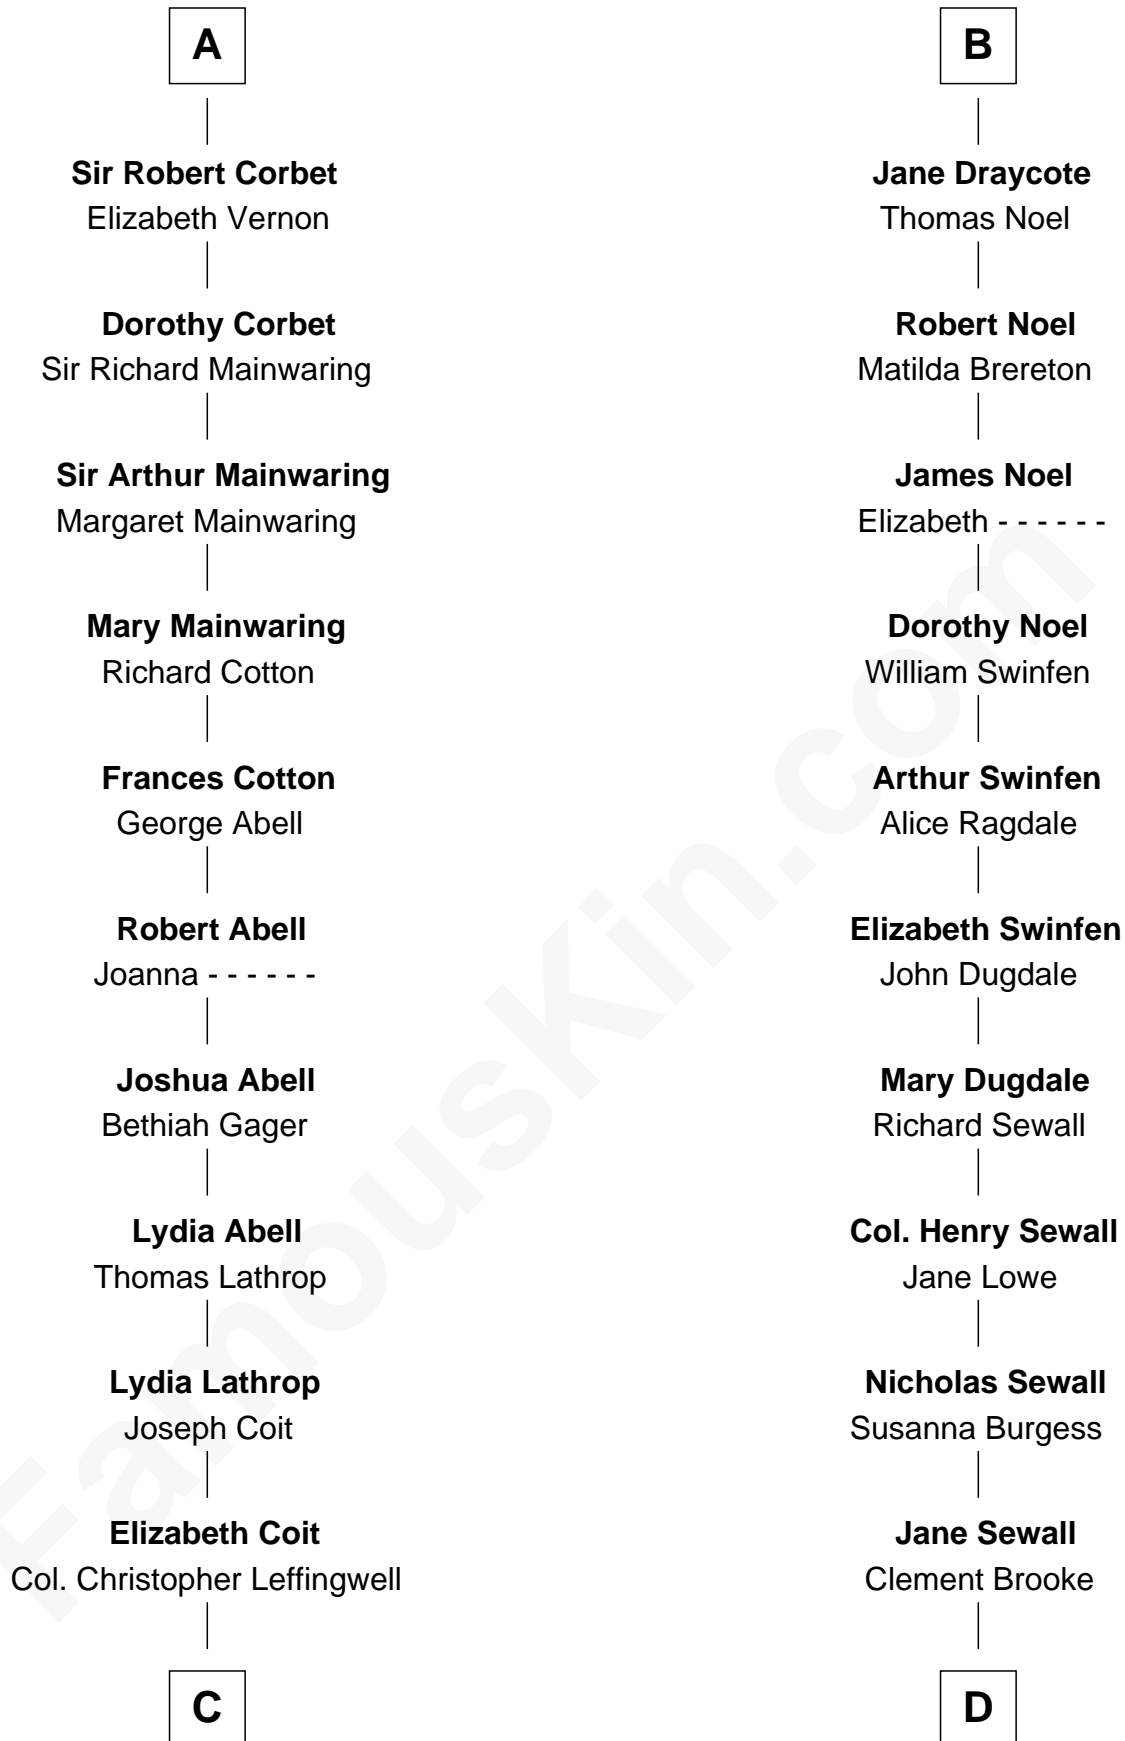 A
Sir Robert Corbet
Elizabeth Vernon
Dorothy Corbet
Sir Richard Mainwaring
Sir Arthur Mainwaring
Margaret Mainwaring
Mary Mainwaring
Richard Cotton
Frances Cotton
George Abell
Robert Abell
Joanna - - - - - -
Joshua Abell
Bethiah Gager
Lydia Abell
Thomas Lathrop
Lydia Lathrop
Joseph Coit
Elizabeth Coit
Col. Christopher Leffingwell
C
B
Jane Draycote
Thomas Noel
Robert Noel
Matilda Brereton
James Noel
Elizabeth - - - - - -
Dorothy Noel
William Swinfen
Arthur Swinfen
Alice Ragdale
Elizabeth Swinfen
John Dugdale
Mary Dugdale
Richard Sewall
Col. Henry Sewall
Jane Lowe
Nicholas Sewall
Susanna Burgess
Jane Sewall
Clement Brooke
D
FamousKin.com